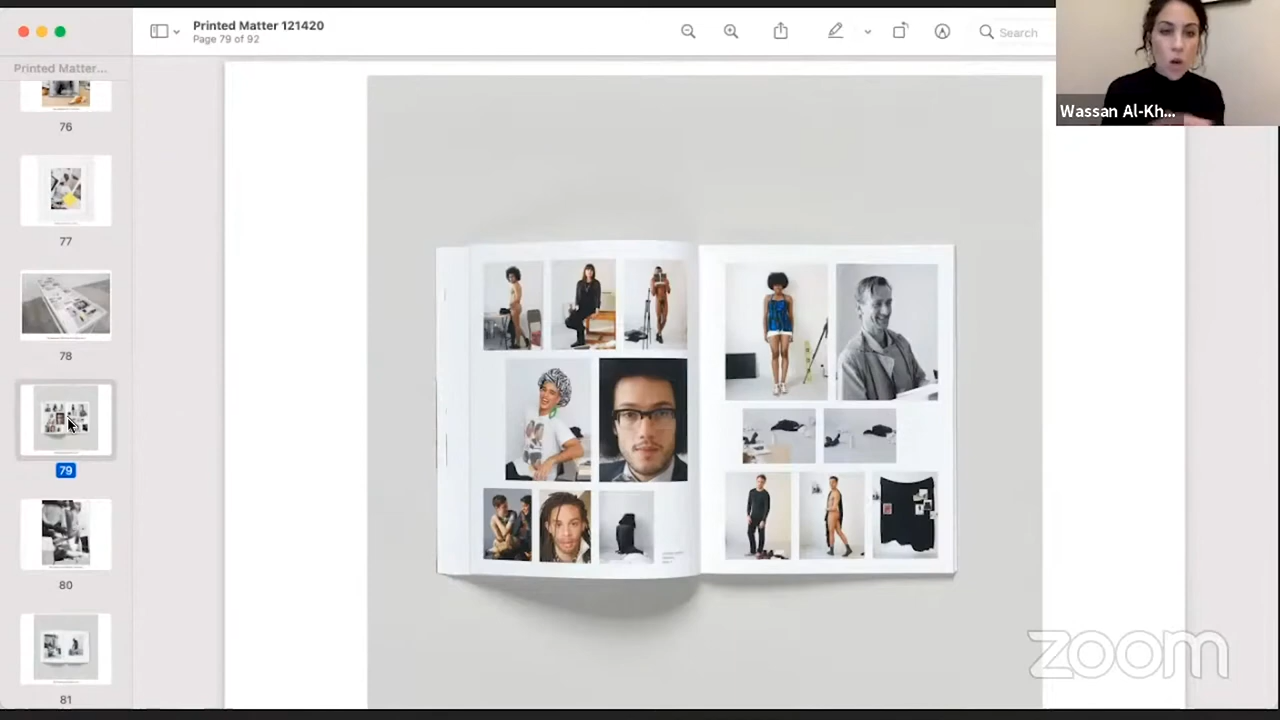 Printed Matter 121420
Page 79 of 92
Search
Printed Matter...
76
77
78
79
80
81
Wassan Al-Kh...
zoom